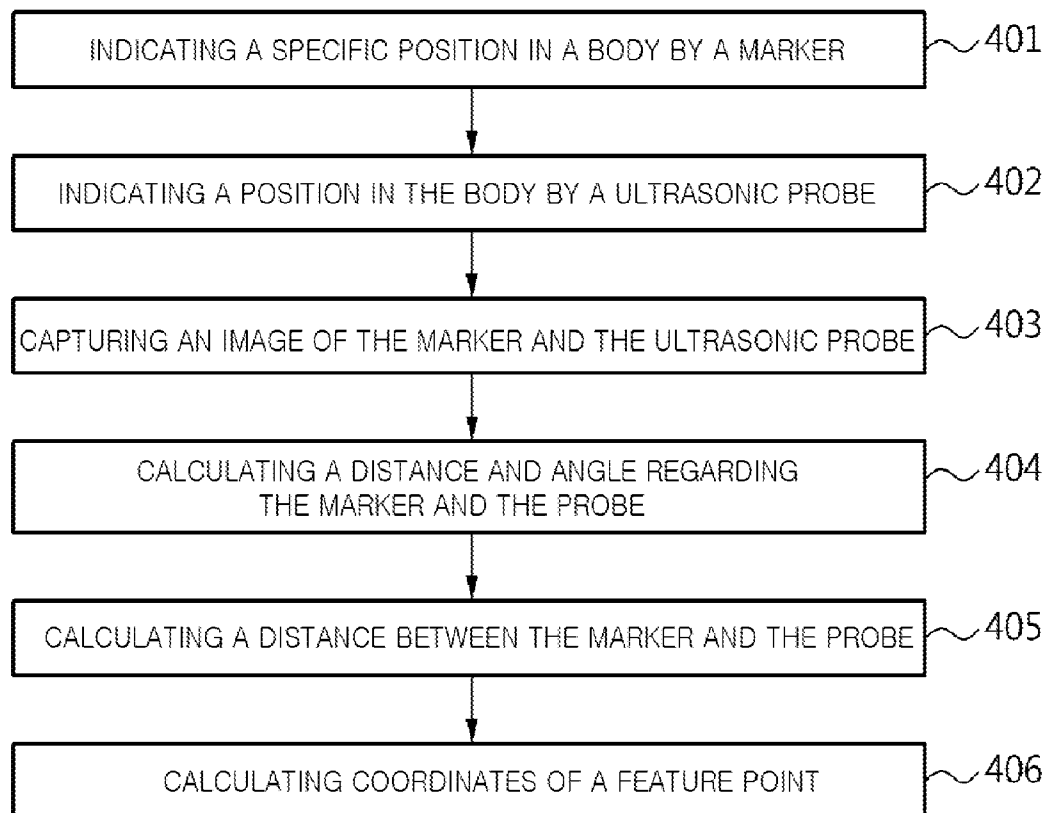 INDICATING A SPECIFIC POSITION IN A BODY BY A MARKER
401
INDICATING A POSITION IN THE BODY BY A ULTRASONIC PROBE
402
CAPTURING AN IMAGE OF THE MARKER AND THE ULTRASONIC PROBE
403
CALCULATING A DISTANCE AND ANGLE REGARDING
THE MARKER AND THE PROBE
404
CALCULATING A DISTANCE BETWEEN THE MARKER AND THE PROBE
405
CALCULATING COORDINATES OF A FEATURE POINT
406